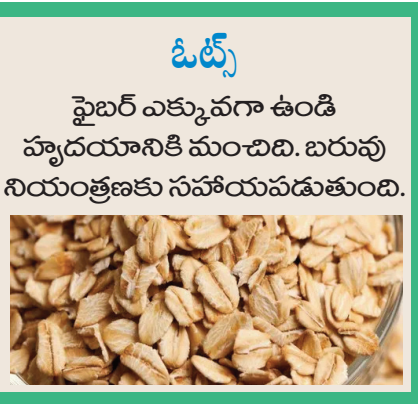 ఓట్స్
ఫైబర్ ఎక్కువగా ఉండి
హృదయానికి మంచిది. బరువు
నియంత్రణకు సహాయపడుతుంది.